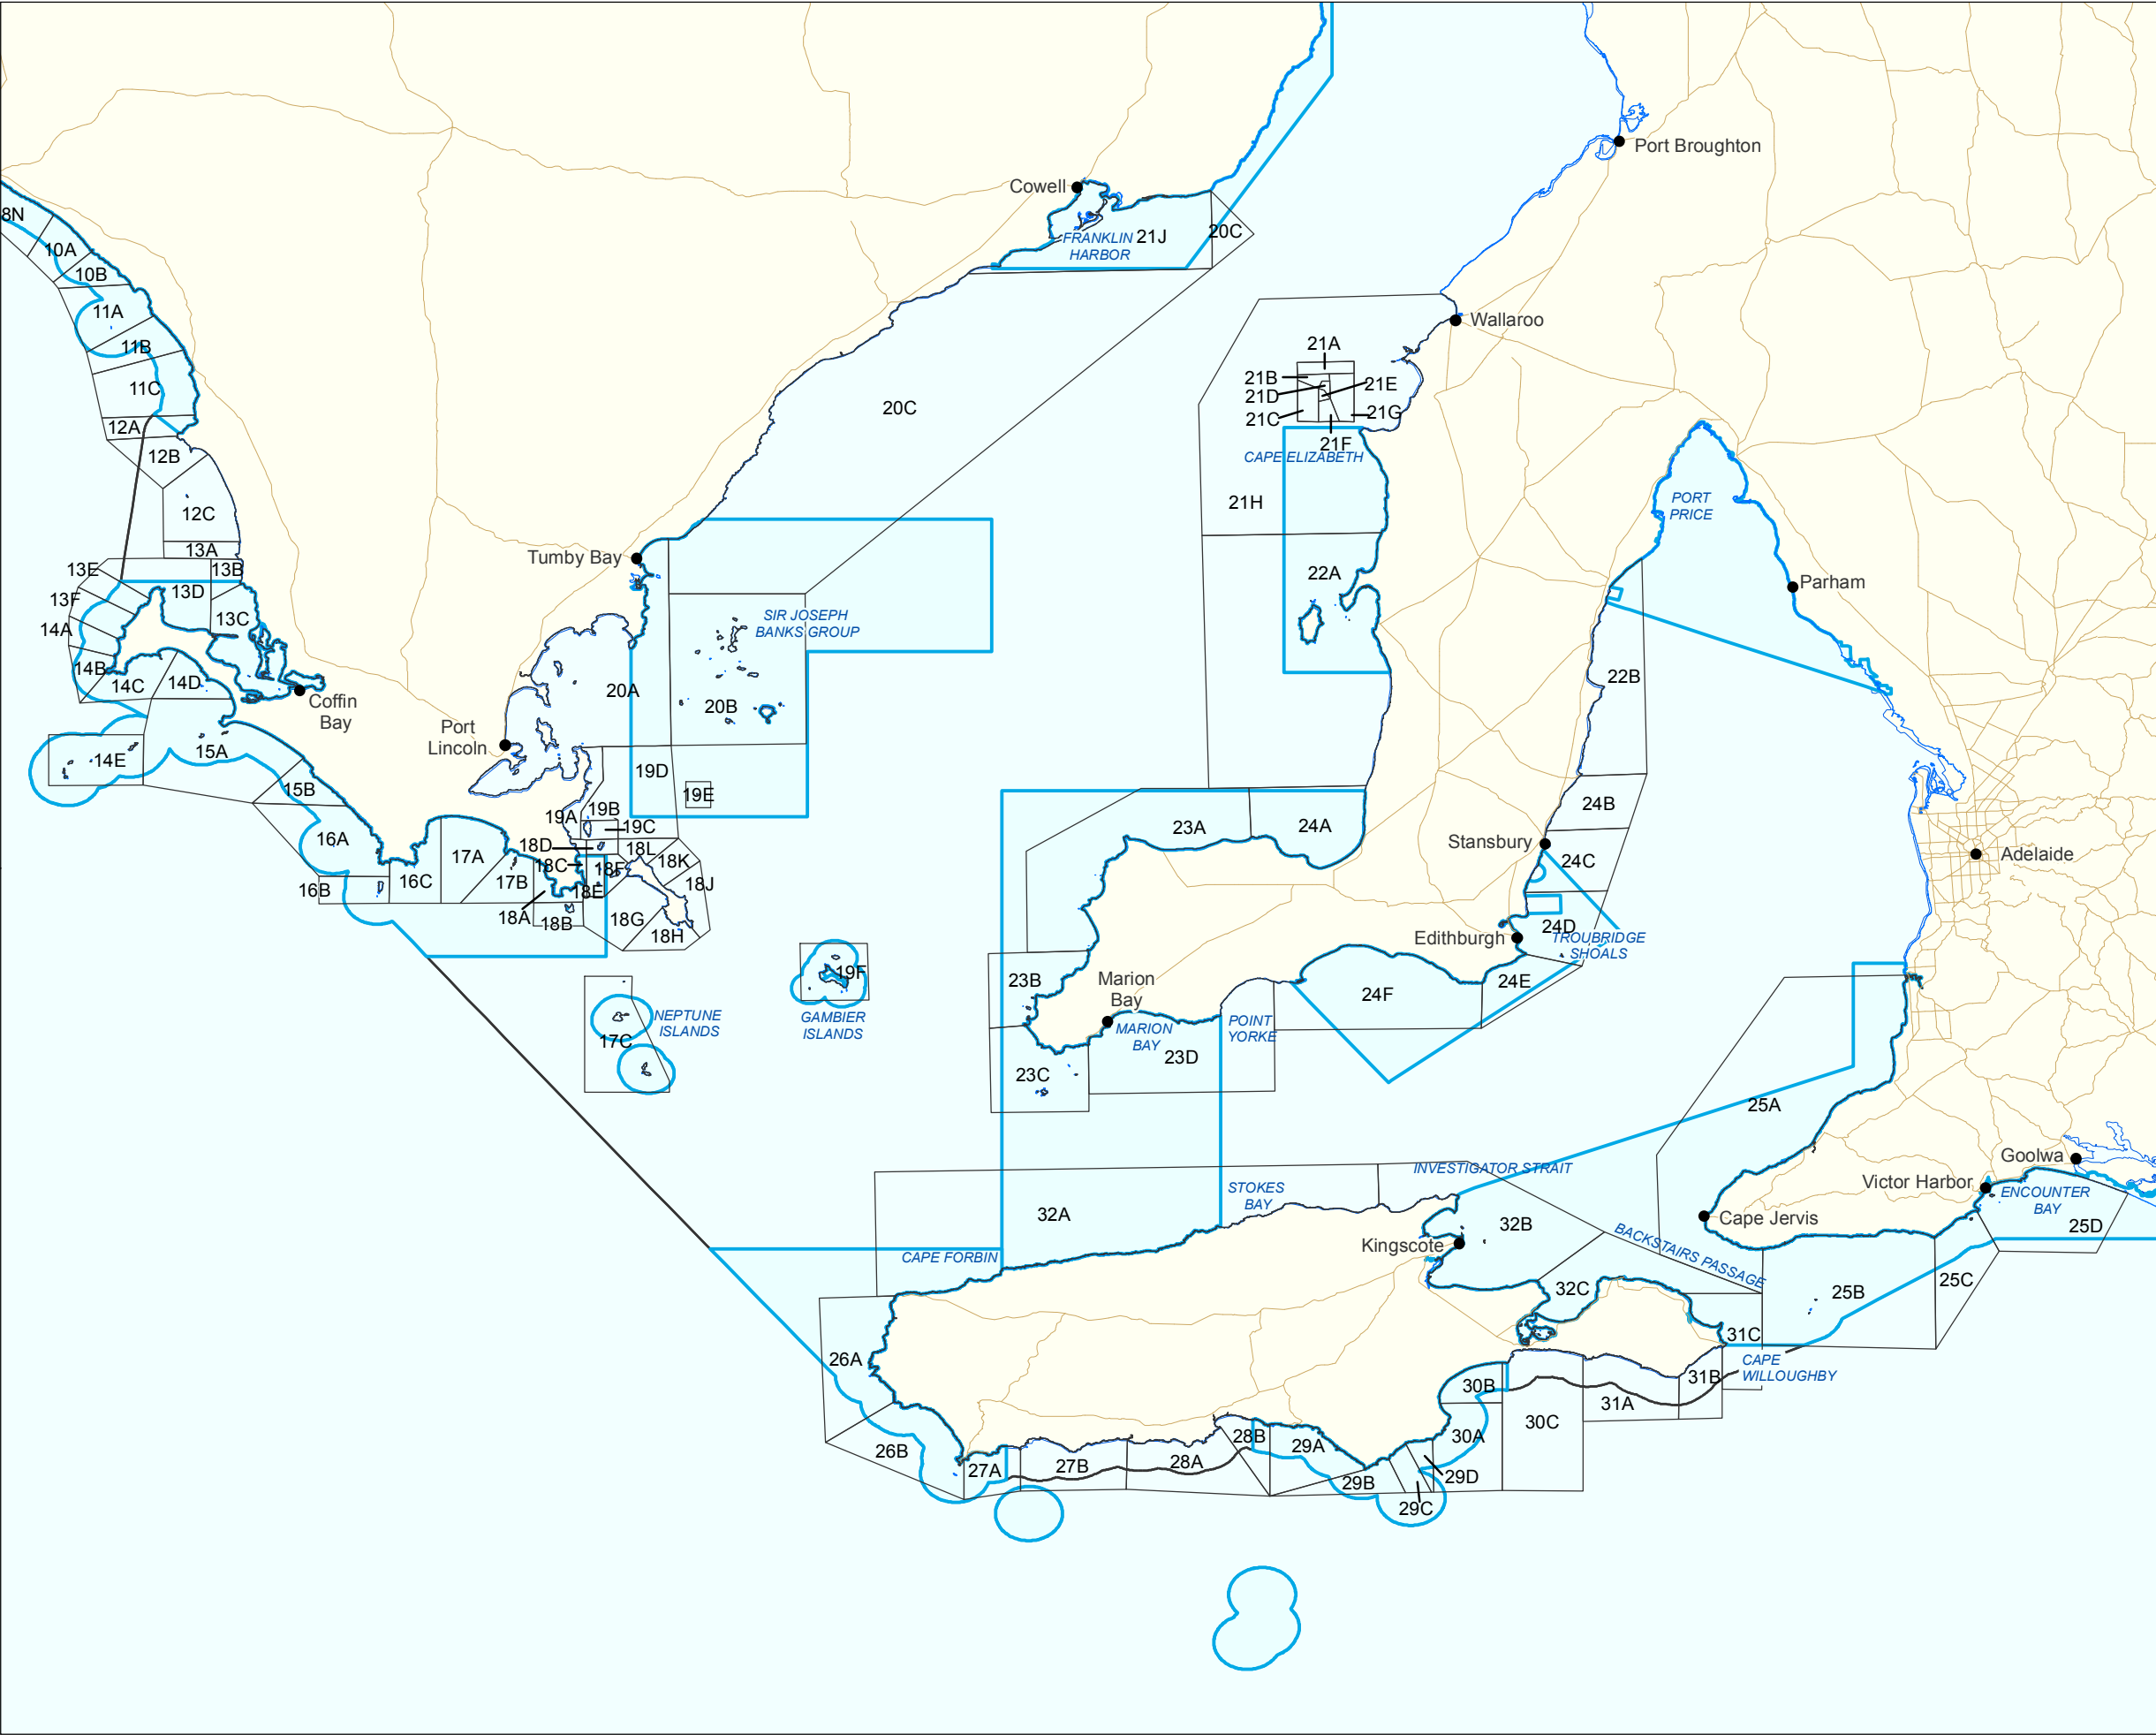 Port Broughton
Cowell
8N
FRANKLIN
HARBOR
21J
20C
10A
10B
11A
Wallaroo
11B
21A
21B
21E
11C
21D
20C
21C
21G
12A
21F
12B
CAPE ELIZABETH
21H
PORT
PRICE
12C
13A
Tumby Bay
13E
13B
22A
Parham
13D
13F
13C
SIR JOSEPH
BANKS GROUP
14A
14B
14C
14D
20A
22B
Coffin
Bay
20B
Port
Lincoln
15A
14E
19D
15B
19E
24B
19B
19A
19C
23A
24A
16A
18D
18L
Stansbury
17A
18C
18F
18K
24C
16C
17B
18J
16B
18E
18A
18B
18G
18H
24D
Edithburgh
TROUBRIDGE
SHOALS
19F
23B
Marion
Bay
24F
24E
NEPTUNE
ISLANDS
GAMBIER
ISLANDS
MARION
BAY
POINT
YORKE
17C
23D
23C
Adelaide
25A
Goolwa
INVESTIGATOR STRAIT
Victor Harbor
ENCOUNTER
BAY
STOKES
BAY
32A
32B
Cape Jervis
25D
Kingscote
BACKSTAIRS PASSAGE
CAPE FORBIN
32C
25B
25C
31C
26A
CAPE
WILLOUGHBY
31B
30B
31A
30C
28B
29A
30A
26B
27A
27B
28A
29B
29D
29C